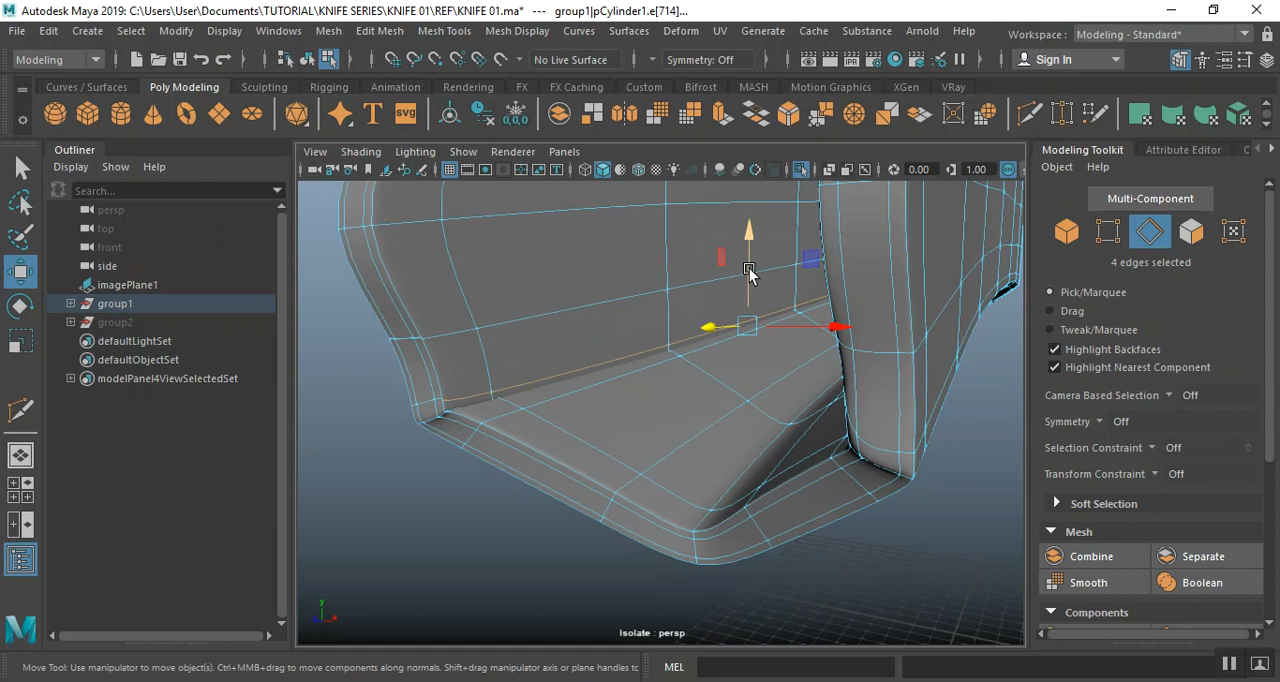 Autodesk Maya 2019: C:\Users\User\Documents\TUTORIAL\KNIFE SERIES\KNIFE 01\REF\KNIFE 01.ma* --- group1|pCylinder1.e[714]...
File Edit Create Select Modify Display Windows Mesh Edit Mesh Mesh Tools Mesh Display Curves Surfaces Deform UV Generate Cache Substance Arnold Help Workspace : Modeling - Standard*
Modeling No Live Surface Symmetry: Off Sign In
Curves / Surfaces Poly Modeling Sculpting Rigging Animation Rendering FX FX Caching Custom Bifrost MASH Motion Graphics XGen VRay
T SVG 0,0,0
Outliner View Shading Lighting Show Renderer Panels Modeling Toolkit Attribute Editor C
Display Show Help 0.00 1.00 Object Help
Search...
persp Multi-Component
top
front
side 4 edges selected
imagePlane1 Pick/Marquee
group1 Drag
group2 Tweak/Marquee
defaultLightSet Highlight Backfaces
defaultObjectSet Highlight Nearest Component
modelPanel4ViewSelectedSet
Camera Based Selection Off
Symmetry Off
Selection Constraint Off 0
Transform Constraint Off
Soft Selection
Mesh
Combine Separate
Smooth Boolean
Components
y
Isolate : persp
Move Tool: Use manipulator to move object(s). Ctrl+MMB+drag to move components along normals. Shift+drag manipulator axis or plane handles to MEL